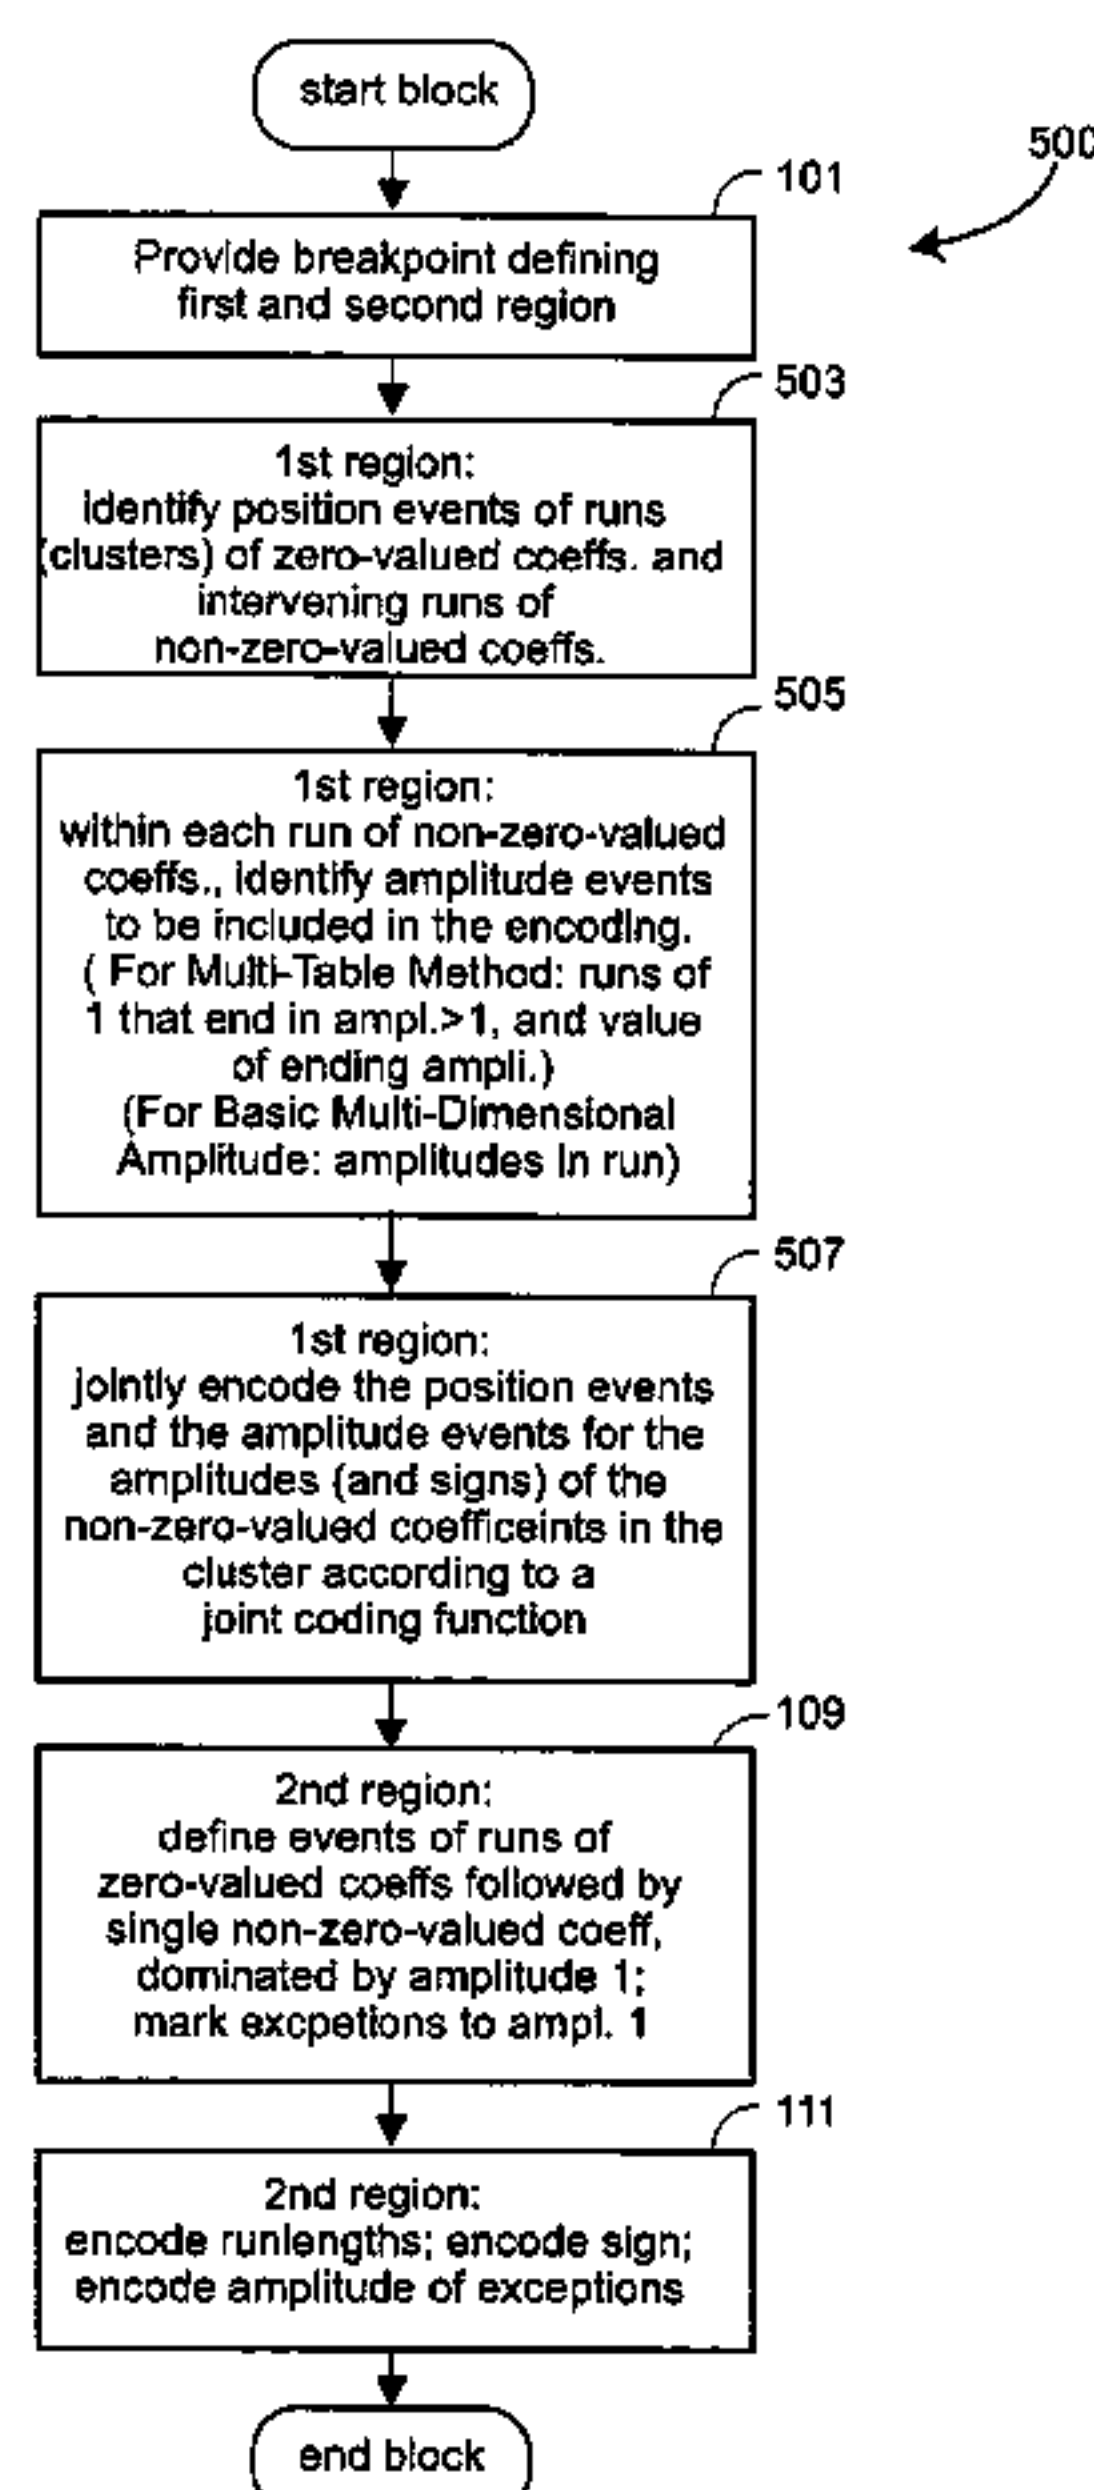 start block
500
101
Provide breakpoint defining
first and second region
503
1st region:
identify position events of runs
(clusters) of zero-valued coeffs. and
intervening runs of
non-zero-valued coeffs.
505
1st region:
within each run of non-zero-valued
coeffs., identify amplitude events
to be included in the encoding.
( For Multi-Table Method: runs of
1 that end in ampl.>1, and value
of ending ampli.)
(For Basic Multi-Dimensional
Amplitude: amplitudes in run)
507
1st region:
jointly encode the position events
and the amplitude events for the
amplitudes (and signs) of the
non-zero-valued coefficeints in the
cluster according to a
joint coding function
109
2nd region:
define events of runs of
zero-valued coeffs followed by
single non-zero-valued coeff,
dominated by amplitude 1;
mark excpetions to ampl. 1
111
2nd region:
encode runlengths; encode sign;
encode amplitude of exceptions
end block